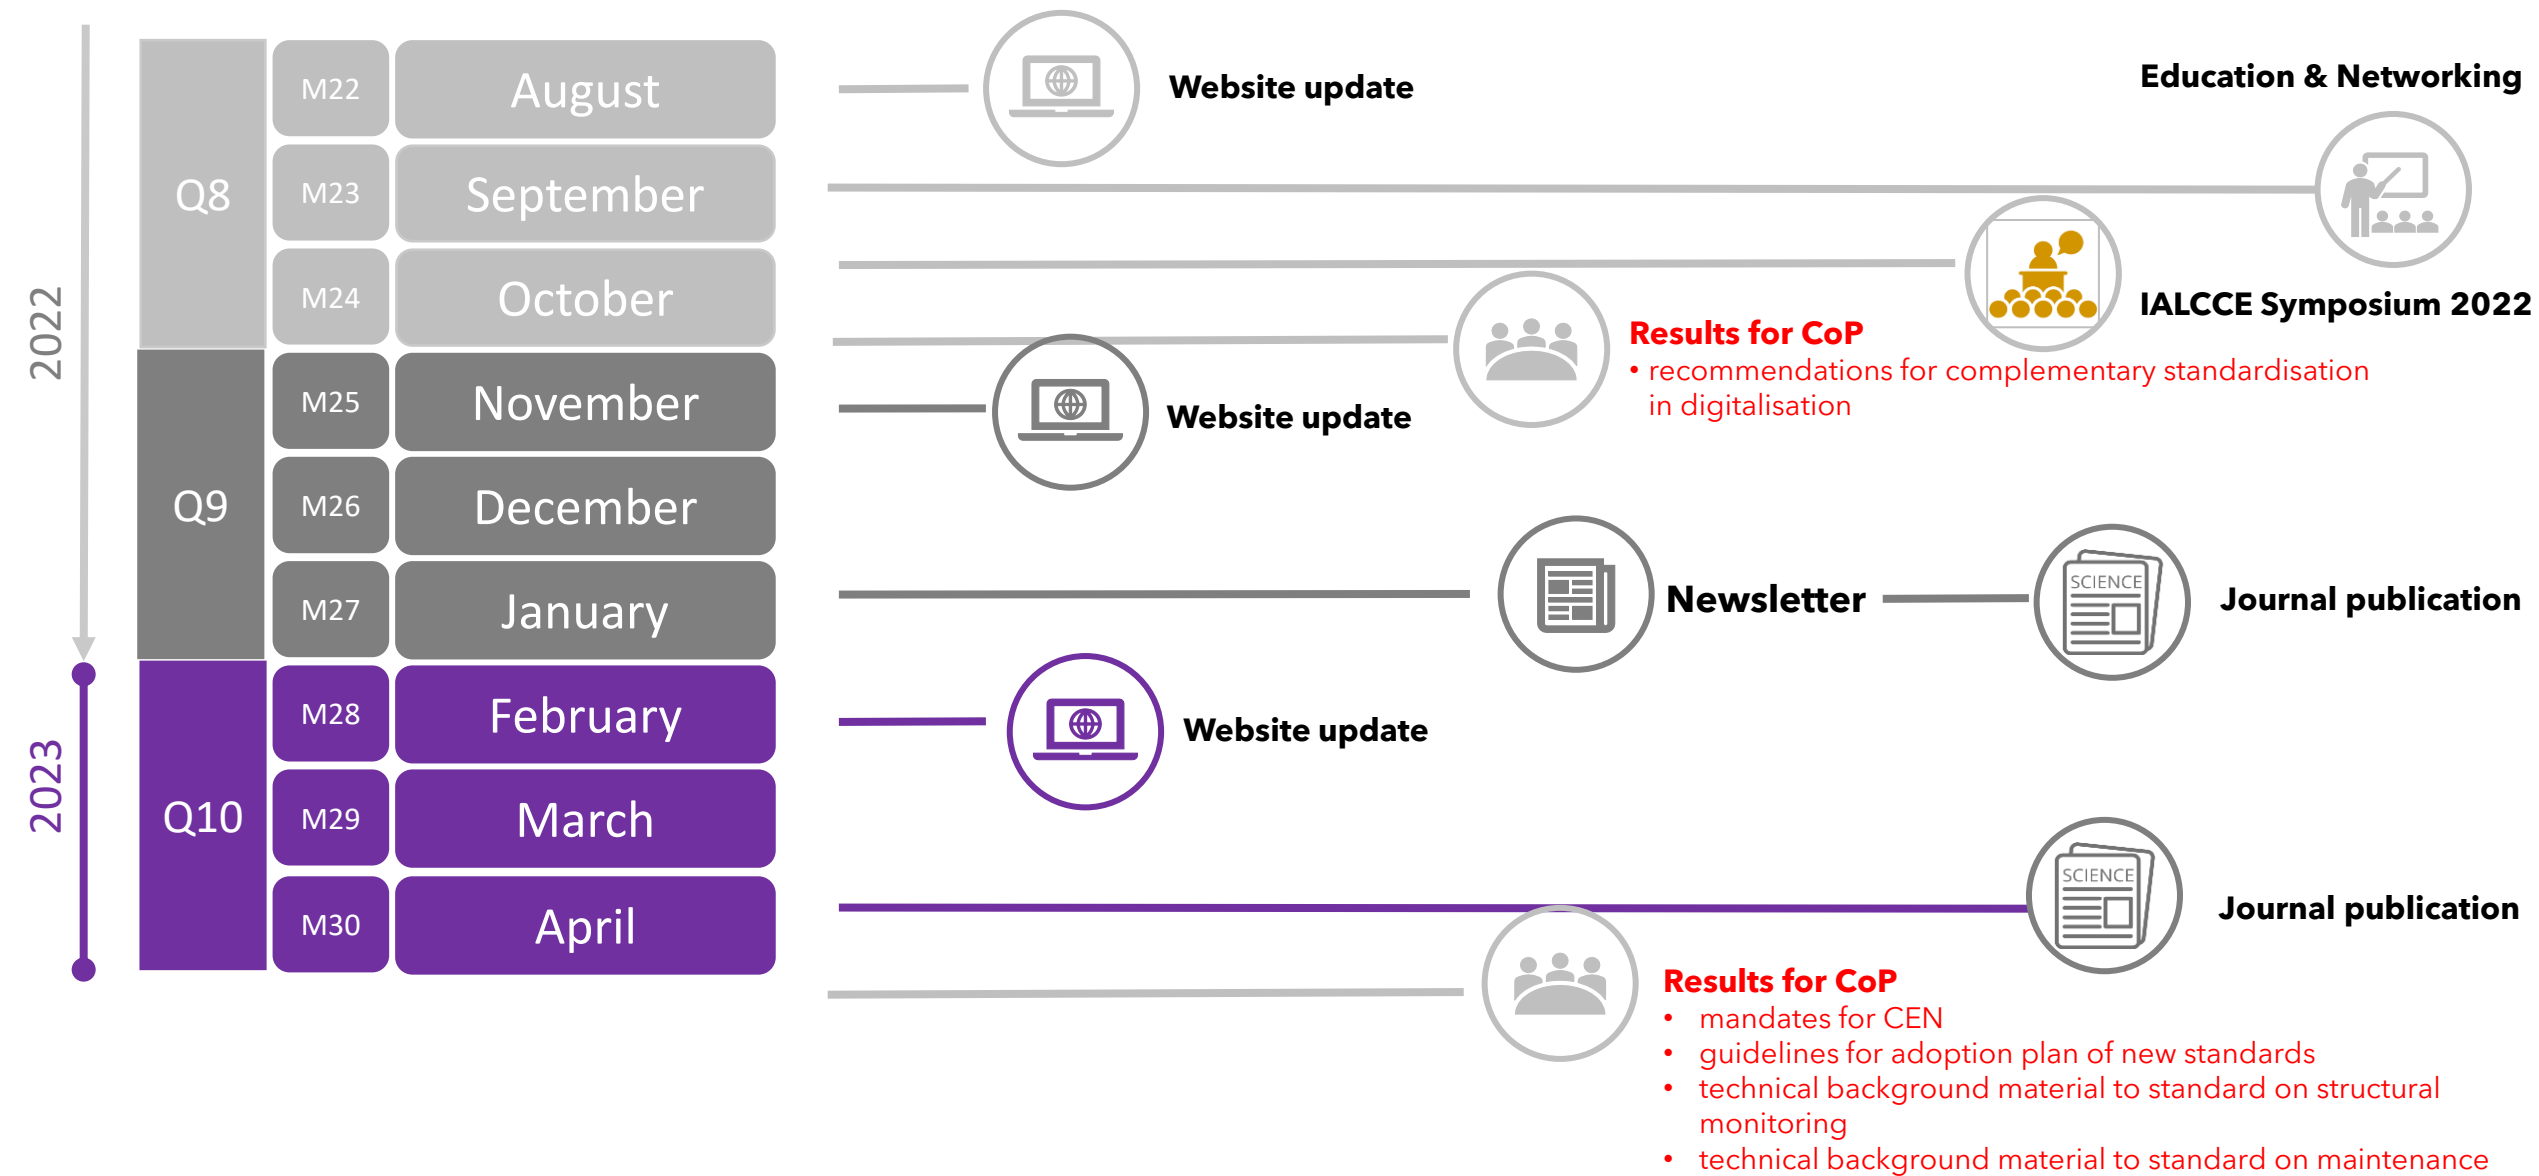 2022
Q8
M22
August
Website update
Education & Networking
M23
September
M24
October
IALCCE Symposium 2022
Results for CoP
• recommendations for complementary standardisation
in digitalisation
Q9
M25
November
Website update
M26
December
M27
January
Newsletter
SCIENCE
Journal publication
2023
Q10
M28
February
Website update
M29
March
M30
April
SCIENCE
Journal publication
Results for CoP
• mandates for CEN
• guidelines for adoption plan of new standards
• technical background material to standard on structural
monitoring
• technical background material to standard on maintenance